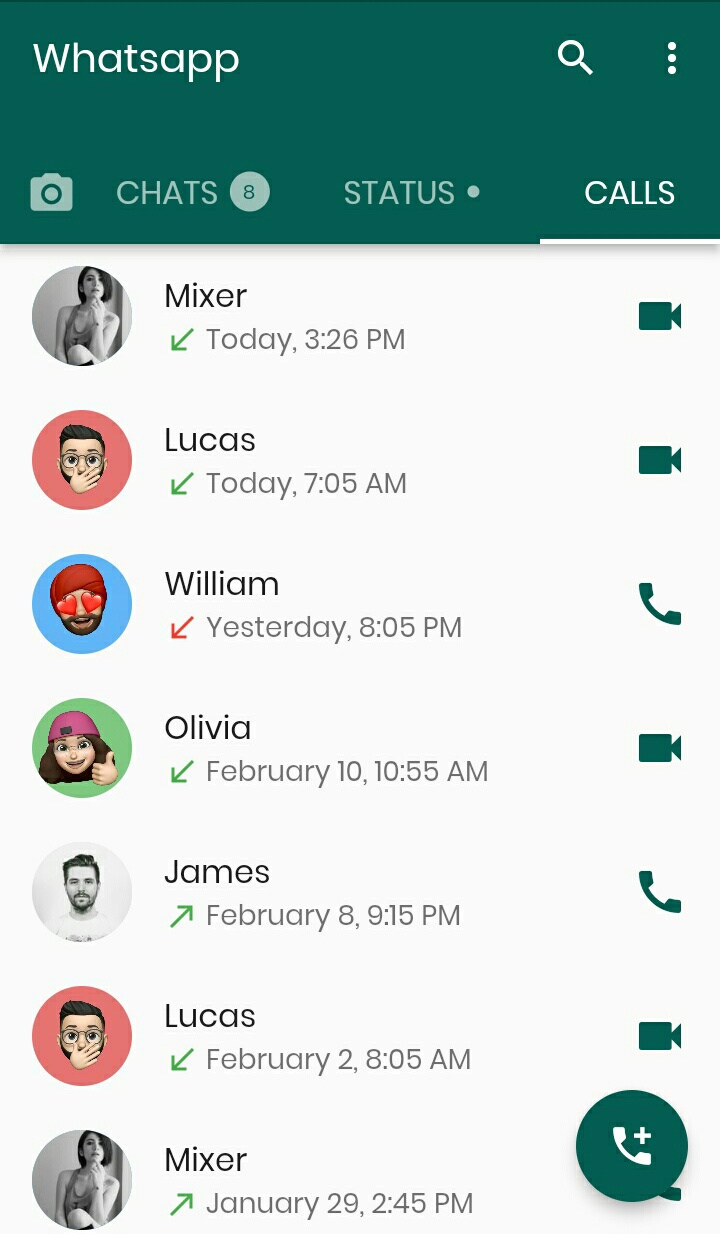 Whatsapp
CHATS 8 STATUS • CALLS
Mixer
Today, 3:26 PM
Lucas
Today, 7:05 AM
William
Yesterday, 8:05 PM
Olivia
February 10, 10:55 AM
James
February 8, 9:15 PM
Lucas
February 2, 8:05 AM
Mixer
January 29, 2:45 PM